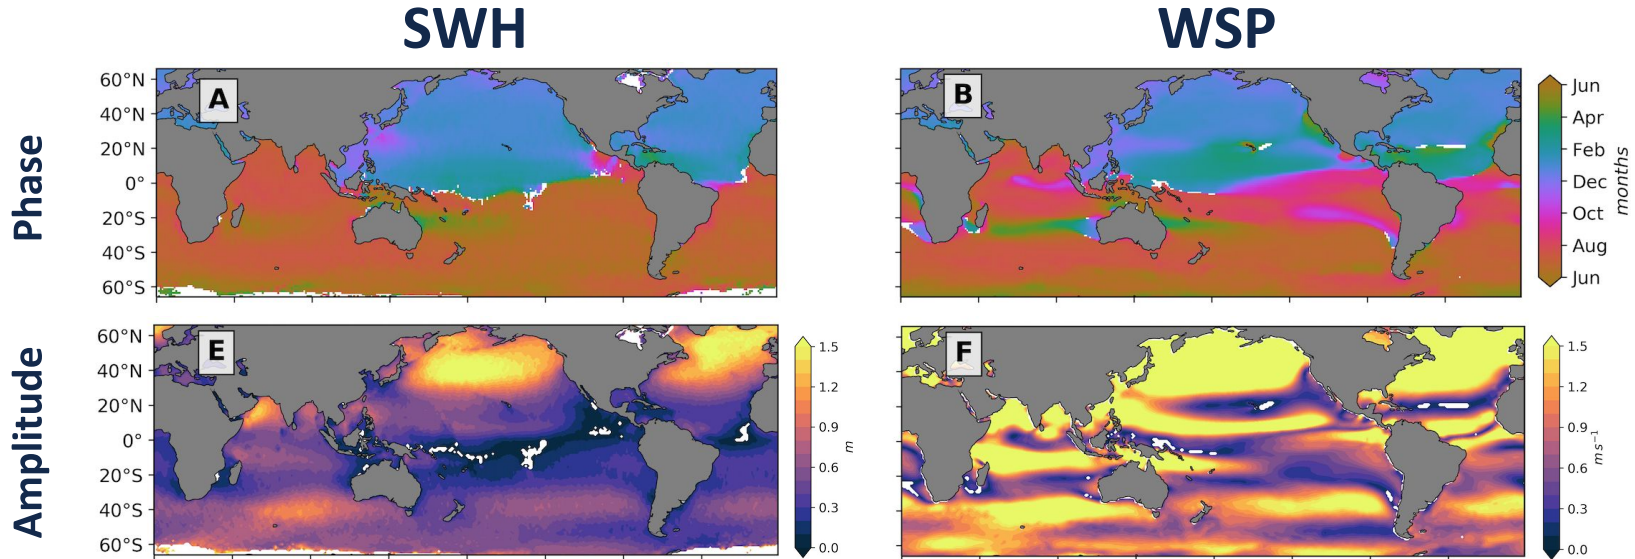 SWH
WSP
Phase
A
60°N
40°N
20°N
0°
20°S
40°S
60°S
B
Jun
Apr
Feb
Dec
Oct
Aug
Jun
months
Amplitude
E
60°N
40°N
20°N
0°
20°S
40°S
60°S
1.5
1.2
0.9
0.6
0.3
0.0
m
F
1.5
1.2
0.9
0.6
0.3
0.0
m s⁻¹